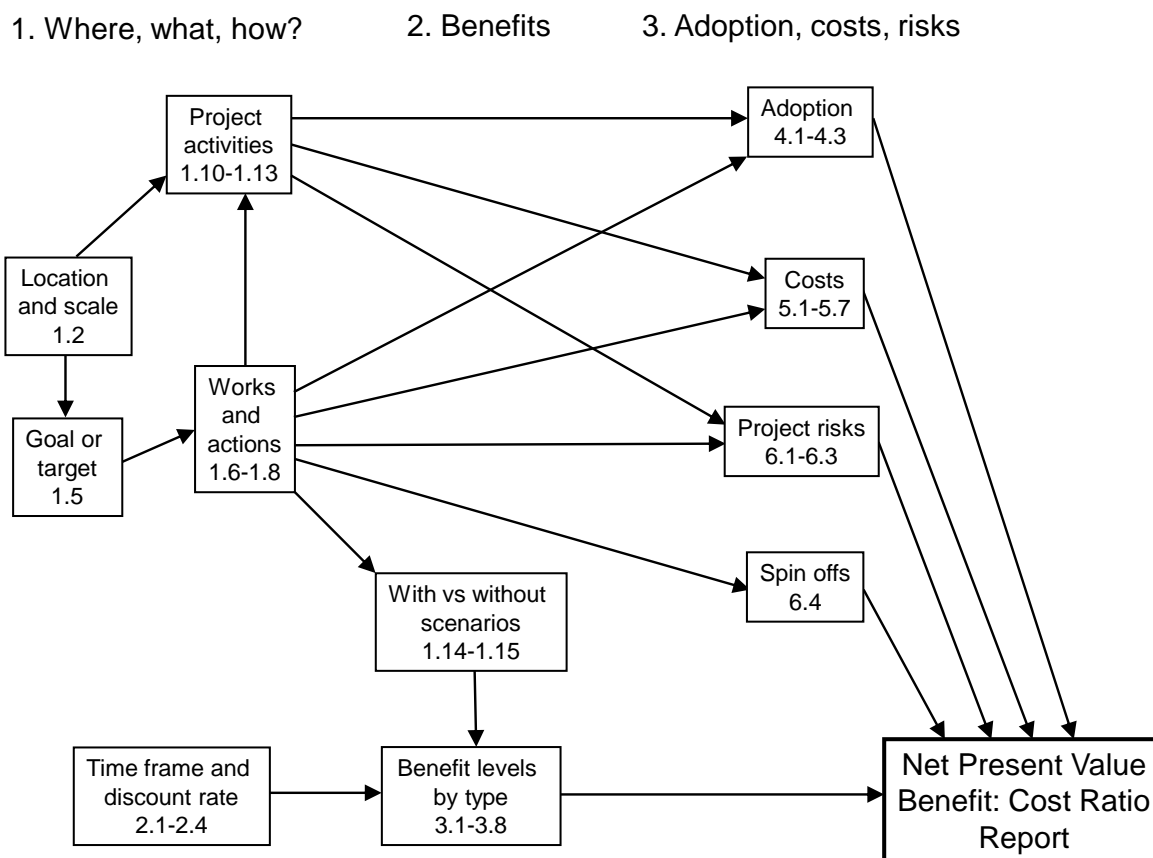 1. Where, what, how?
2. Benefits
3. Adoption, costs, risks
Project
activities
1.10-1.13
Adoption
4.1-4.3
Location
and scale
1.2
Costs
5.1-5.7
Works
and
actions
1.6-1.8
Goal or
target
1.5
Project risks
6.1-6.3
With vs without
scenarios
1.14-1.15
Spin offs
6.4
Time frame and
discount rate
2.1-2.4
Benefit levels
by type
3.1-3.8
Net Present Value
Benefit: Cost Ratio
Report